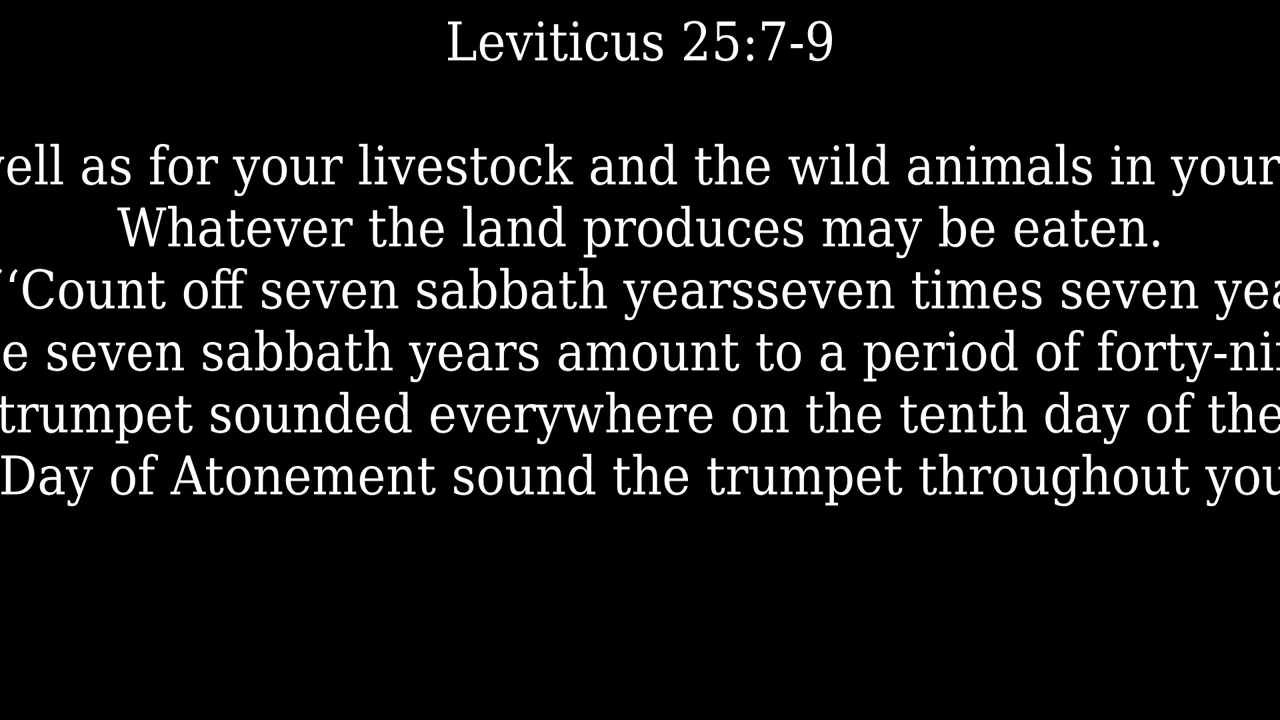 Leviticus 25:7-9
ell as for your livestock and the wild animals in your
Whatever the land produces may be eaten.
“‘Count off seven sabbath yearsseven times seven yea
e seven sabbath years amount to a period of forty-nin
trumpet sounded everywhere on the tenth day of the
Day of Atonement sound the trumpet throughout you